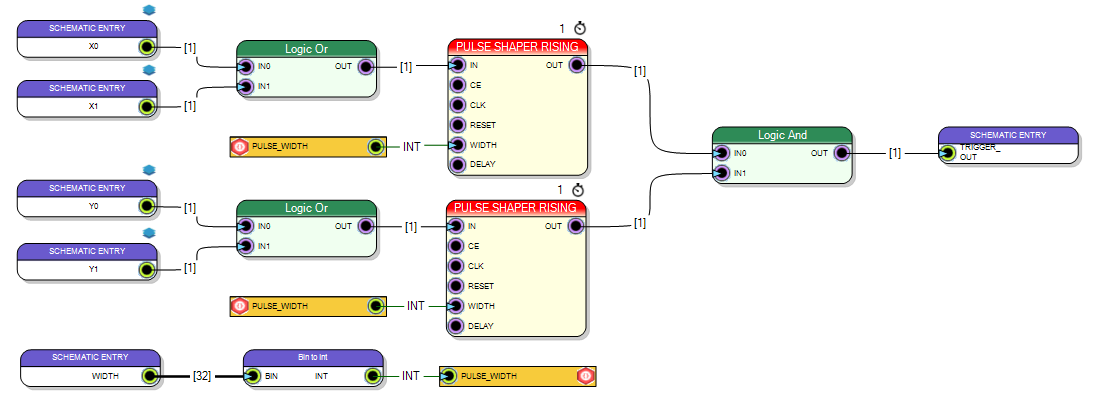 SCHEMATIC ENTRY
X0
[1]
SCHEMATIC ENTRY
X1
[1]
Logic Or
IN0
OUT
IN1
[1]
PULSE_WIDTH
INT
1
PULSE SHAPER RISING
IN
OUT
CE
CLK
RESET
WIDTH
DELAY
[1]
SCHEMATIC ENTRY
Y0
[1]
SCHEMATIC ENTRY
Y1
[1]
Logic Or
IN0
OUT
IN1
[1]
PULSE_WIDTH
INT
1
PULSE SHAPER RISING
IN
OUT
CE
CLK
RESET
WIDTH
DELAY
[1]
Logic And
IN0
OUT
IN1
[1]
SCHEMATIC ENTRY
TRIGGER_
OUT
SCHEMATIC ENTRY
WIDTH
[32]
Bin to Int
BIN
INT
INT
PULSE_WIDTH